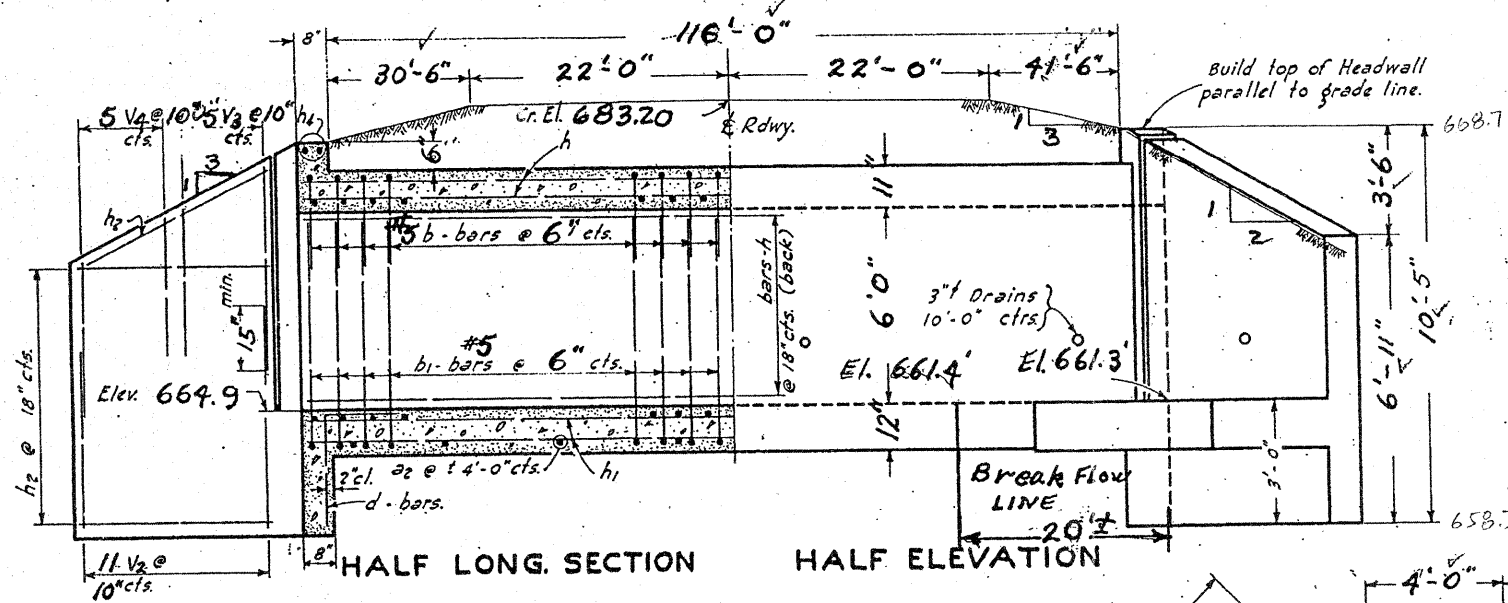 116'-0"
8"
30'-6"
22'-0"
22'-0"
41'-6"
Build top of Headwall
parallel to grade line.
5 V4 @ 10"
cts.
5 V3 @ 10"
cts.
h4
Cr. El. 683.20
℄ Rdwy.
1
3
668.7
3
1
6"
h
11"
3'-6"
h2
#5 b-bars @ 6" cts.
bars-h
@ 18" cts. (back)
6'0"
1
2
10'-5"
15" min.
3"⌀ Drains
10'-0" ctrs.
#5
b1-bars @ 6" cts.
El. 661.4'
El. 661.3'
6'-11"
Elev. 664.9
h2 @ 18" cts.
12"
a2 @ ± 4'-0" cts.
h1
2" cl.
d-bars.
Break Flow
LINE
3'-0"
20'±
658.
11 V2 @
10" cts.
8"
HALF LONG. SECTION
HALF ELEVATION
4'-0"